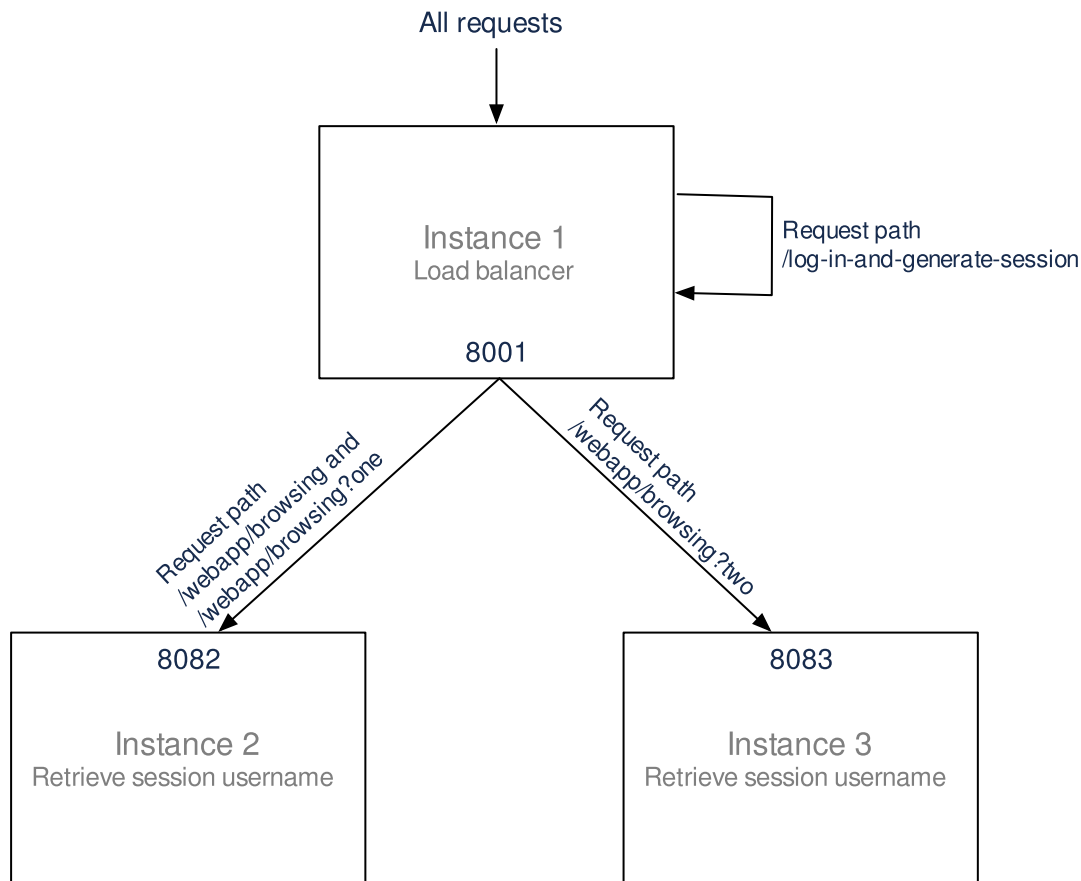 All requests
Instance 1
Load balancer
Request path
/log-in-and-generate-session
8001
Request path
/webapp/browsing and
/webapp/browsing?one
Request path
/webapp/browsing?two
8082
Instance 2
Retrieve session username
8083
Instance 3
Retrieve session username